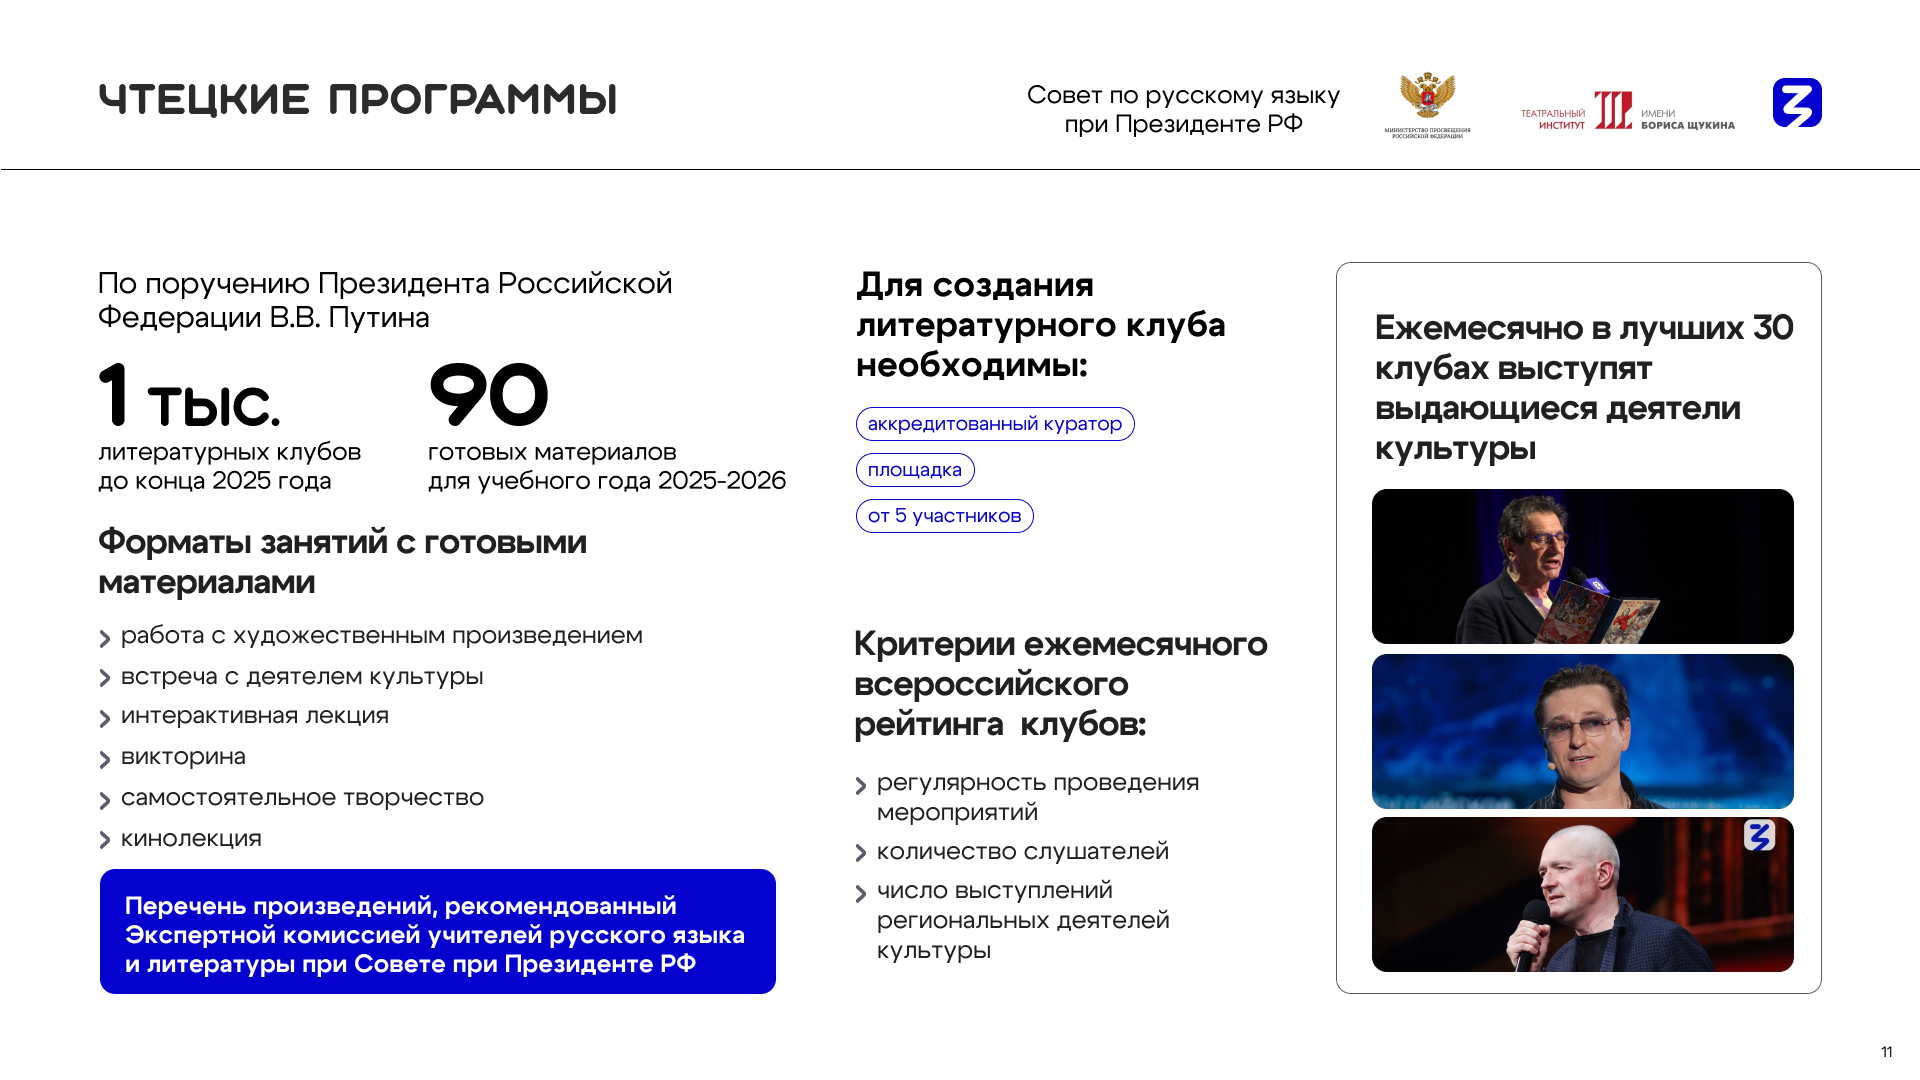 ЧТЕЦКИЕ ПРОГРАММЫ
Совет по русскому языку
при Президенте РФ
МИНИСТЕРСТВО ПРОСВЕЩЕНИЯ
РОССИЙСКОЙ ФЕДЕРАЦИИ
ТЕАТРАЛЬНЫЙ
ИНСТИТУТ
ИМЕНИ
БОРИСА ЩУКИНА
По поручению Президента Российской
Федерации В.В. Путина
1 тыс.
литературных клубов
до конца 2025 года
90
готовых материалов
для учебного года 2025-2026
Форматы занятий с готовыми
материалами
работа с художественным произведением
встреча с деятелем культуры
интерактивная лекция
викторина
самостоятельное творчество
кинолекция
Перечень произведений, рекомендованный
Экспертной комиссией учителей русского языка
и литературы при Совете при Президенте РФ
Для создания
литературного клуба
необходимы:
аккредитованный куратор
площадка
от 5 участников
Критерии ежемесячного
всероссийского
рейтинга клубов:
регулярность проведения
мероприятий
количество слушателей
число выступлений
региональных деятелей
культуры
Ежемесячно в лучших 30
клубах выступят
выдающиеся деятели
культуры
11